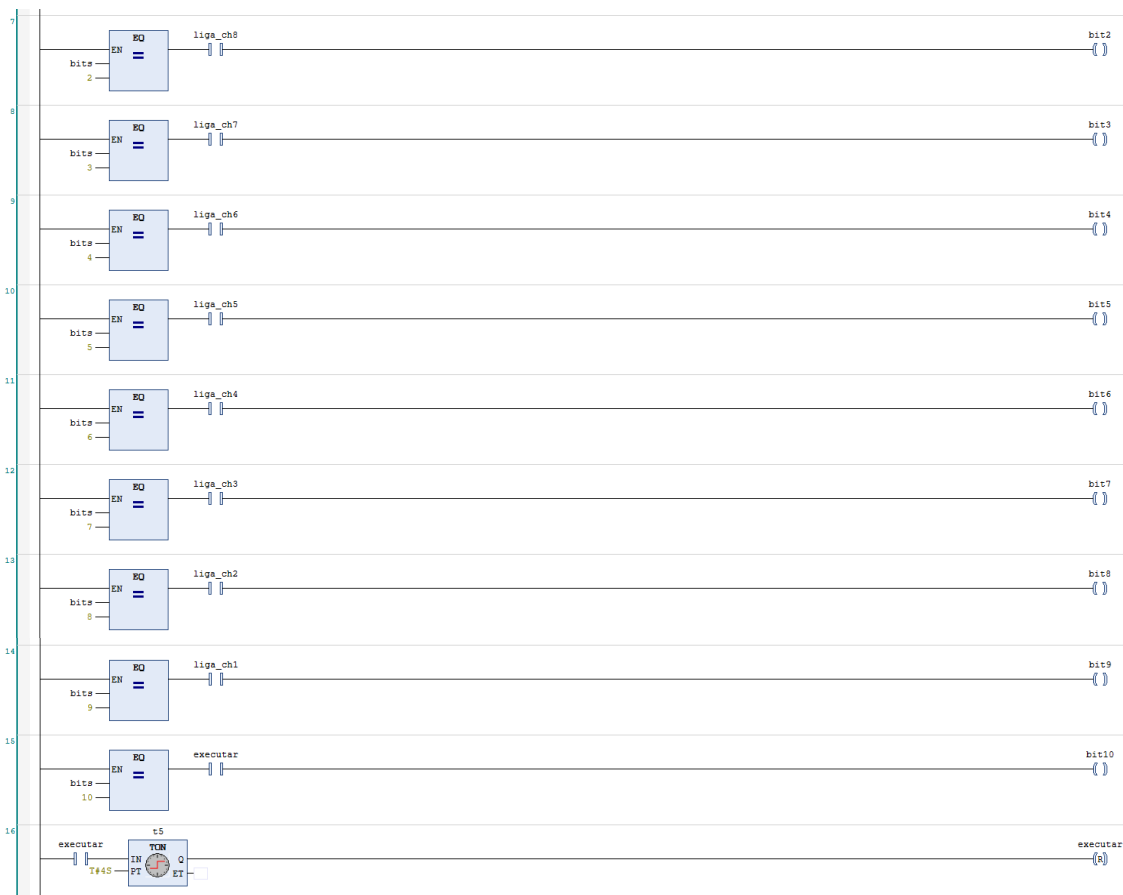 7
EQ liga_ch8 bit2
EN =
bits
2
8
EQ liga_ch7 bit3
EN =
bits
3
9
EQ liga_ch6 bit4
EN =
bits
4
10
EQ liga_ch5 bit5
EN =
bits
5
11
EQ liga_ch4 bit6
EN =
bits
6
12
EQ liga_ch3 bit7
EN =
bits
7
13
EQ liga_ch2 bit8
EN =
bits
8
14
EQ liga_ch1 bit9
EN =
bits
9
15
EQ executar bit10
EN =
bits
10
16
t5
executar TON executar
IN Q R
T#4S PT ET